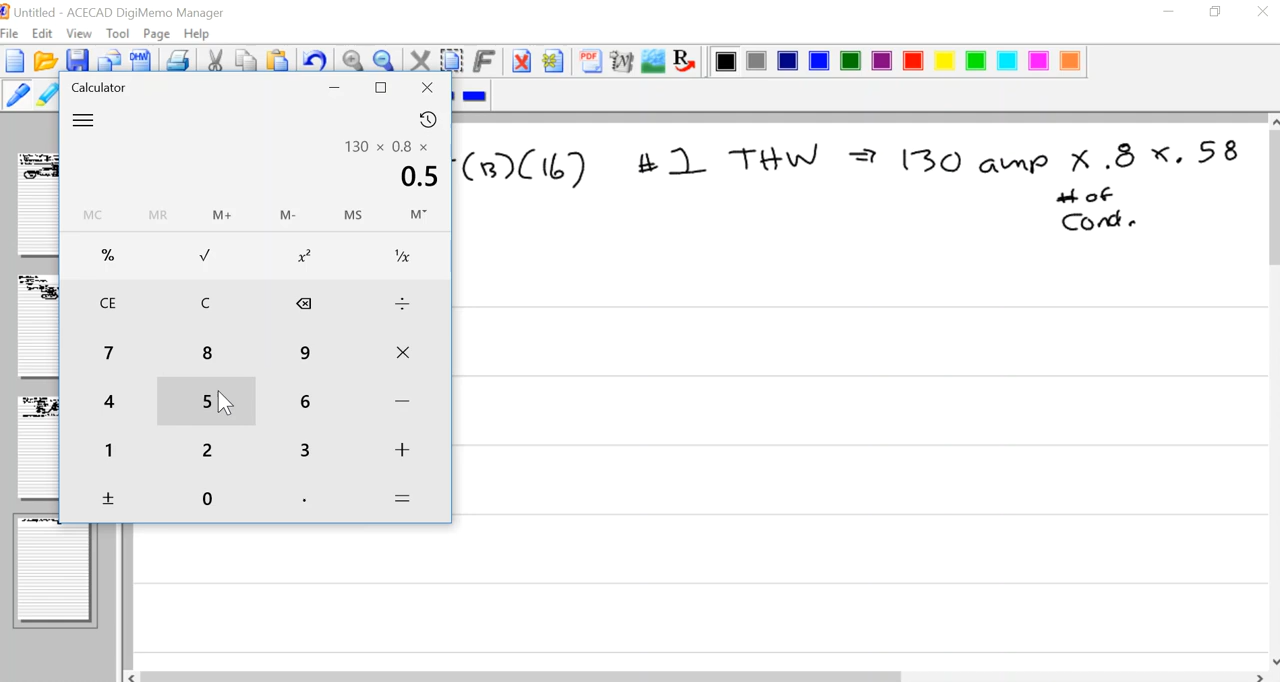 Untitled - ACECAD DigiMemo Manager
File Edit View Tool Page Help
DHW PDF W R
Calculator
130 × 0.8 ×
0.5
MC MR M+ M- MS M˅
% √ x² ¹/x
CE C ⌫ ÷
7 8 9 ×
4 5 6 −
1 2 3 +
± 0 . =
(B)(16) #1 THW ⇒ 130 amp x .8 x .58
# of
Cond.